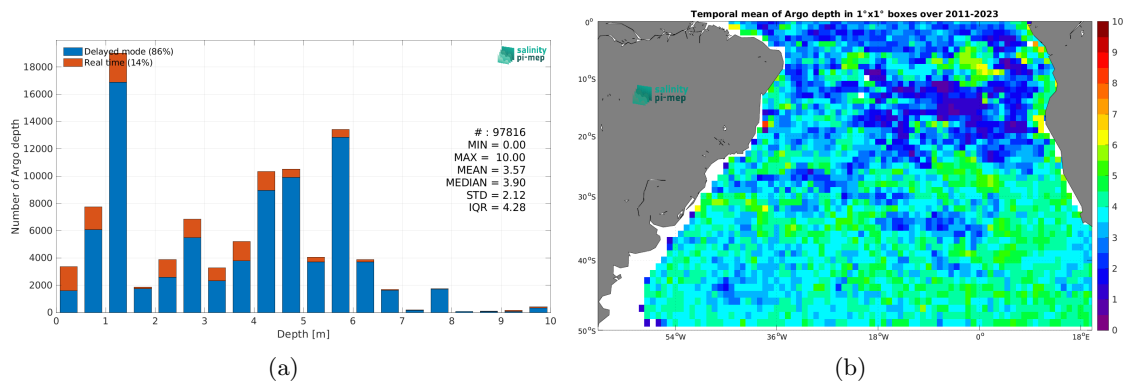 Delayed mode (86%)
Real time (14%)
salinity
pi-mep
# : 97816
MIN = 0.00
MAX = 10.00
MEAN = 3.57
MEDIAN = 3.90
STD = 2.12
IQR = 4.28
Number of Argo depth
18000
16000
14000
12000
10000
8000
6000
4000
2000
0
0 1 2 3 4 5 6 7 8 9 10
Depth [m]
(a)
Temporal mean of Argo depth in 1°x1° boxes over 2011-2023
salinity
pi-mep
0°
10°S
20°S
30°S
40°S
50°S
54°W 36°W 18°W 0° 18°E
10
9
8
7
6
5
4
3
2
1
0
(b)